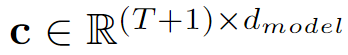 𝐜 ∈ ℝ^{(T+1)×d_{model}}